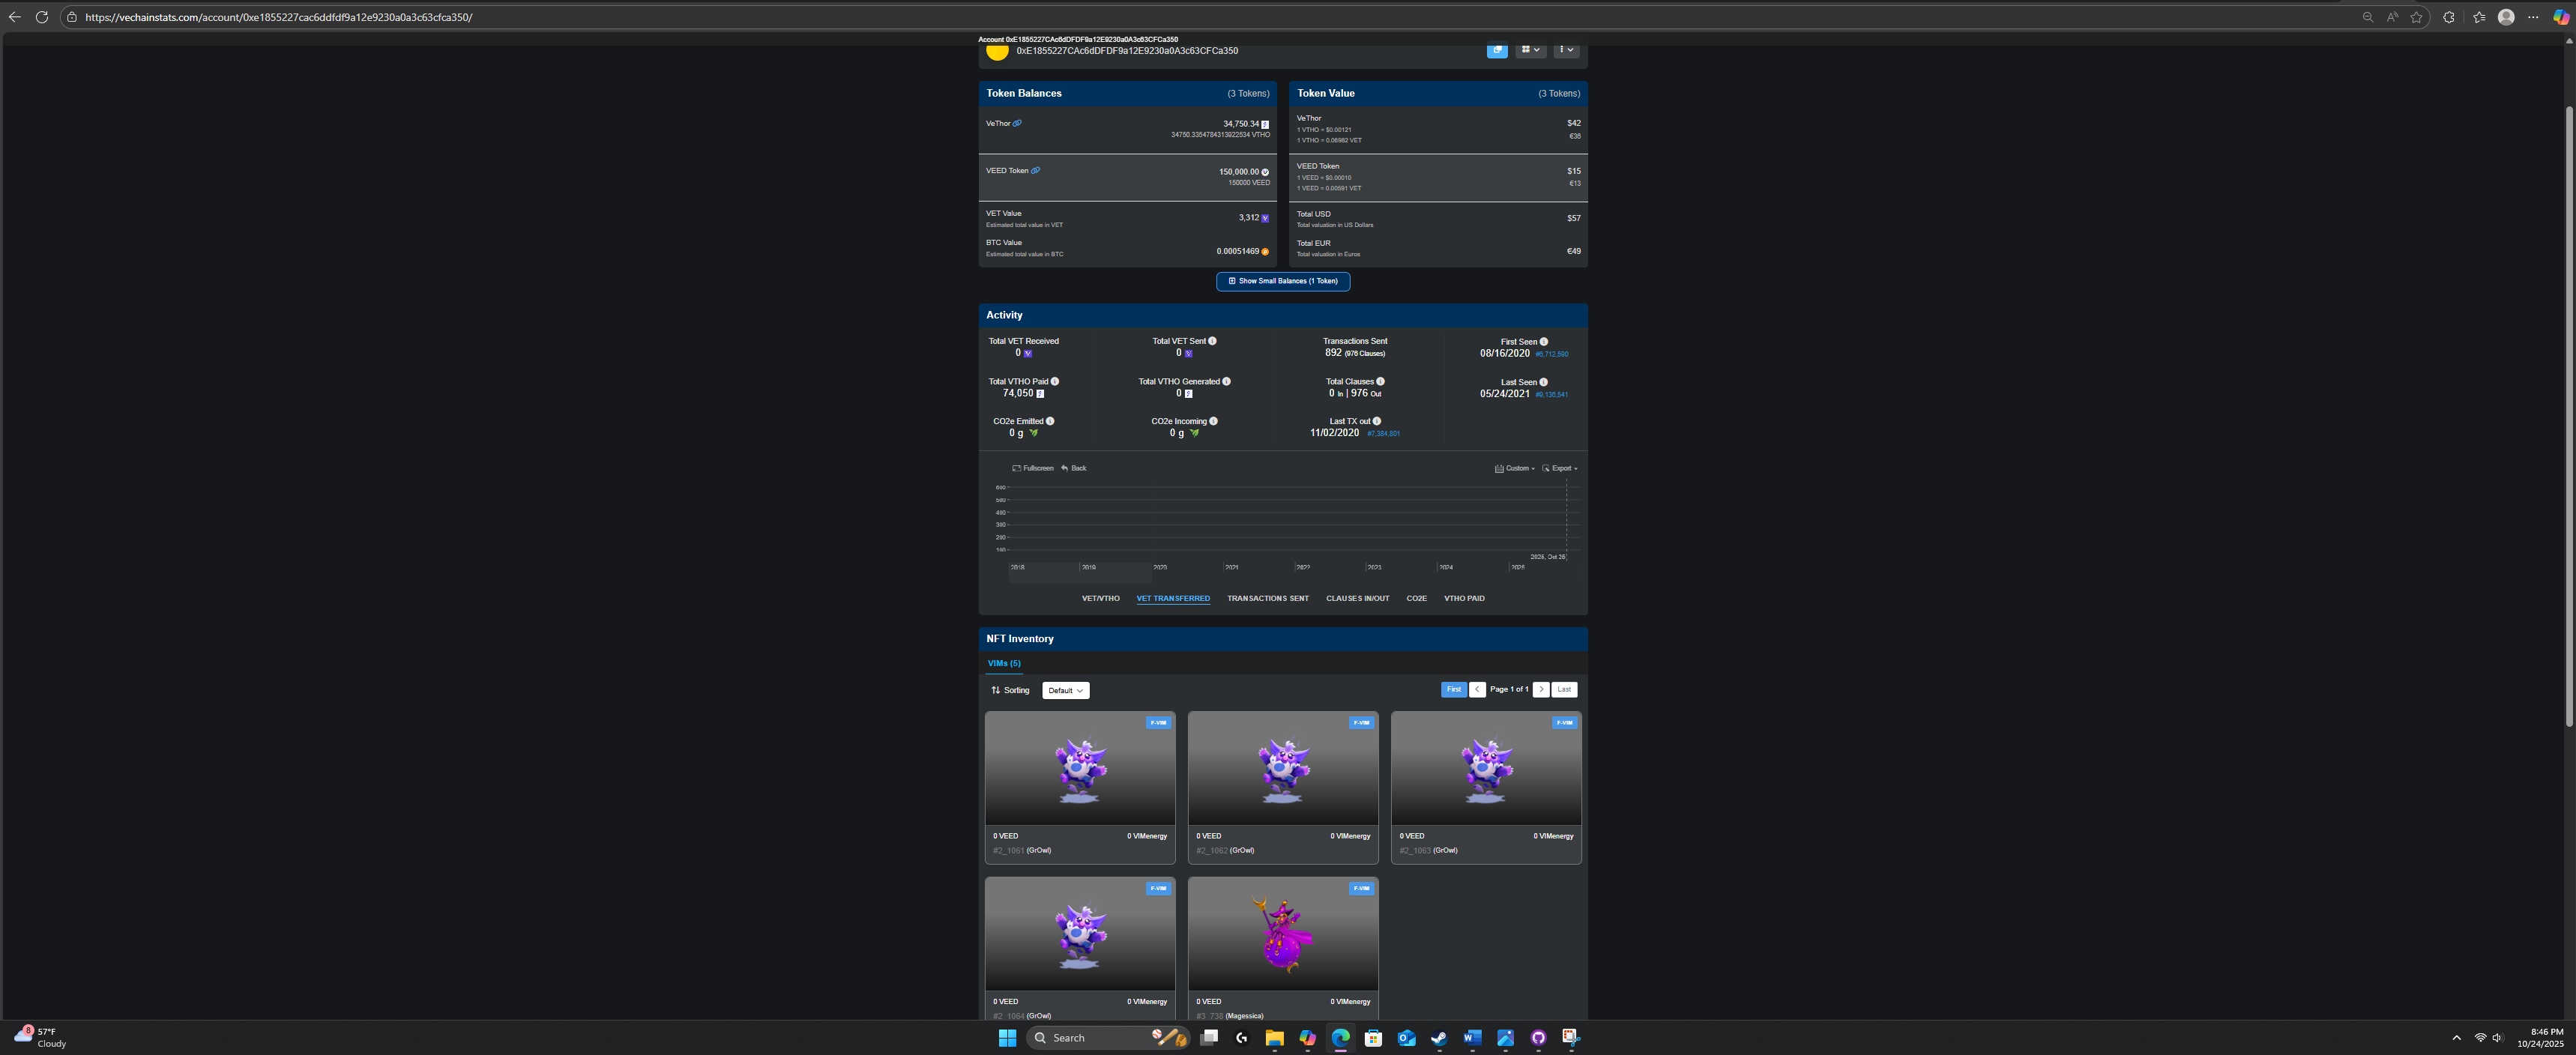 https://vechainstats.com/account/0xe1855227cac6ddfdf9a12e9230a0a3c63cfca350/
Account 0xE1855227CAc6dDFDF9a12E9230a0A3c63CFCa350
0xE1855227CAc6dDFDF9a12E9230a0A3c63CFCa350
Token Balances (3 Tokens)
VeThor 34,750.34
34750.3354784313922534 VTHO
VEED Token 150,000.00
150000 VEED
VET Value 3,312
Estimated total value in VET
BTC Value
Estimated total value in BTC 0.00051469
Token Value (3 Tokens)
VeThor $42
1 VTHO = $0.00121 €36
1 VTHO = 0.06982 VET
VEED Token $15
1 VEED = $0.00010 €13
1 VEED = 0.00591 VET
Total USD $57
Total valuation in US Dollars
Total EUR
Total valuation in Euros €49
Show Small Balances (1 Token)
Activity
Total VET Received
0
Total VET Sent
0
Transactions Sent
892 (976 Clauses)
First Seen
08/16/2020 #6,712,590
Total VTHO Paid
74,050
Total VTHO Generated
0
Total Clauses
0 In | 976 Out
Last Seen
05/24/2021 #9,136,541
CO2e Emitted
0 g
CO2e Incoming
0 g
Last TX out
11/02/2020 #7,384,801
Fullscreen Back Custom Export
600
500
400
300
200
100
2025, Oct 26
2018 2019 2020 2021 2022 2023 2024 2025
VET/VTHO VET TRANSFERRED TRANSACTIONS SENT CLAUSES IN/OUT CO2E VTHO PAID
NFT Inventory
VIMs (5)
Sorting Default First Page 1 of 1 Last
F-VIM F-VIM F-VIM
0 VEED 0 VIMenergy 0 VEED 0 VIMenergy 0 VEED 0 VIMenergy
#2_1061 (GrOwl) #2_1062 (GrOwl) #2_1063 (GrOwl)
F-VIM F-VIM
0 VEED 0 VIMenergy 0 VEED 0 VIMenergy
#2_1064 (GrOwl) #3_738 (Magessica)
8
57°F
Cloudy
Search
8:46 PM
10/24/2025